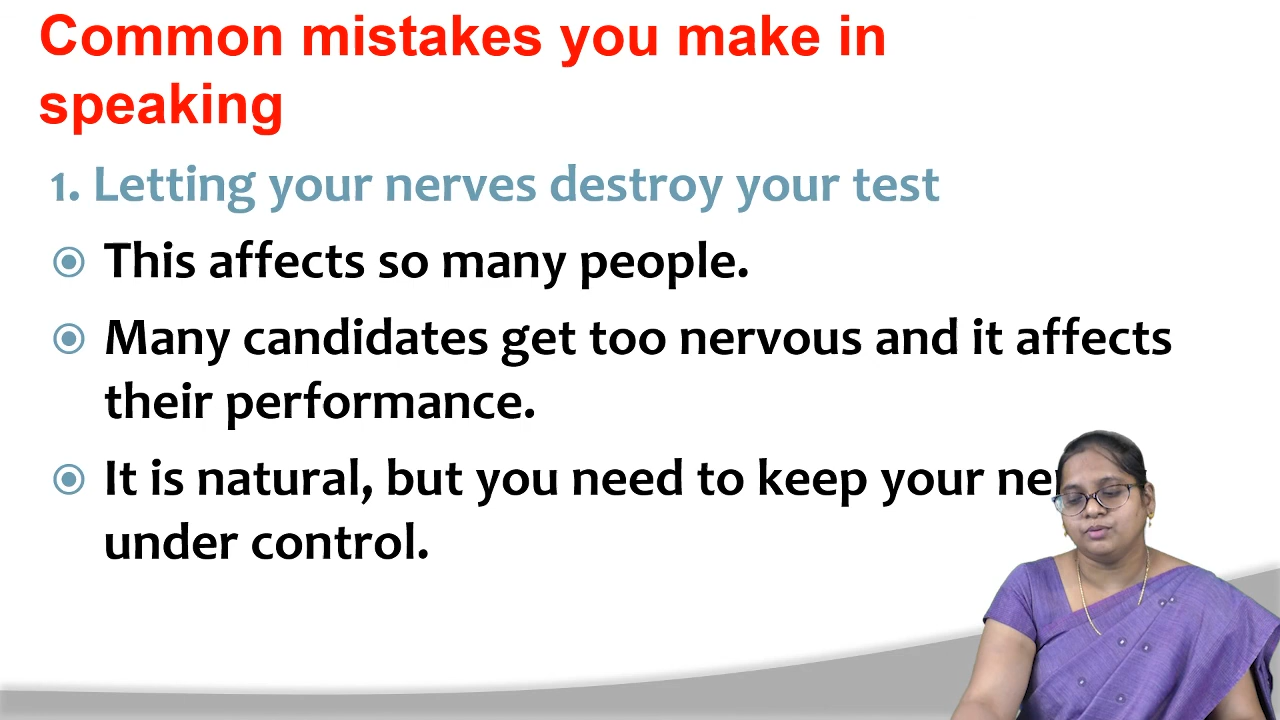 Common mistakes you make in
speaking
1. Letting your nerves destroy your test
This affects so many people.
Many candidates get too nervous and it affects
their performance.
It is natural, but you need to keep your
under control.